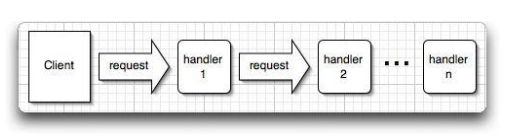 Client
request
handler
1
request
handler
2
...
handler
n